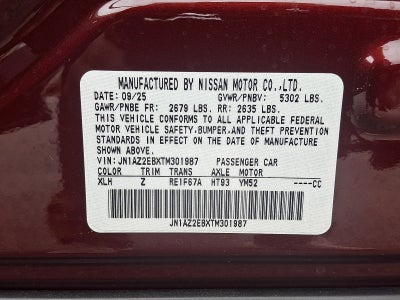 MANUFACTURED BY NISSAN MOTOR CO.,LTD.
DATE: 09/25 GVWR/PNBV: 5302 LBS.
GAWR/PNBE FR: 2679 LBS. RR: 2635 LBS.
THIS VEHICLE CONFORMS TO ALL APPLICABLE FEDERAL
MOTOR VEHICLE SAFETY,BUMPER,AND THEFT PREVENTION
STANDARDS IN EFFECT ON THE DATE OF MANUFACTURE
SHOWN ABOVE.
VIN: JN1AZ2EBXTM301987 PASSENGER CAR
COLOR TRIM TRANS AXLE MOTOR
XLH Z RE1F67A HT93 YM52 ----CC
JN1AZ2EBXTM301987